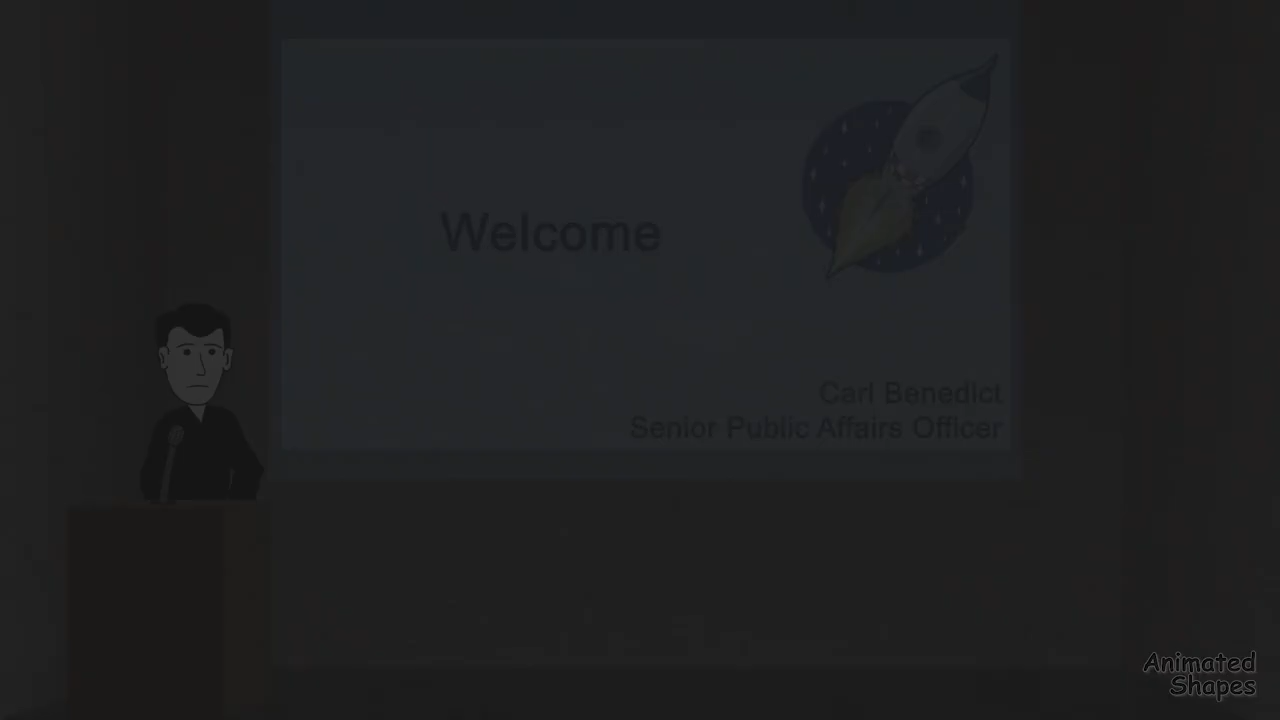 Welcome
Carl Benedict
Senior Public Affairs Officer
Animated
Shapes